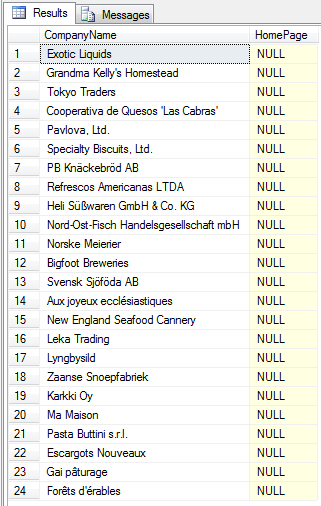 Results Messages
CompanyName HomePage
1 Exotic Liquids NULL
2 Grandma Kelly's Homestead NULL
3 Tokyo Traders NULL
4 Cooperativa de Quesos 'Las Cabras' NULL
5 Pavlova, Ltd. NULL
6 Specialty Biscuits, Ltd. NULL
7 PB Knäckebröd AB NULL
8 Refrescos Americanas LTDA NULL
9 Heli Süßwaren GmbH & Co. KG NULL
10 Nord-Ost-Fisch Handelsgesellschaft mbH NULL
11 Norske Meierier NULL
12 Bigfoot Breweries NULL
13 Svensk Sjöföda AB NULL
14 Aux joyeux ecclésiastiques NULL
15 New England Seafood Cannery NULL
16 Leka Trading NULL
17 Lyngbysild NULL
18 Zaanse Snoepfabriek NULL
19 Karkki Oy NULL
20 Ma Maison NULL
21 Pasta Buttini s.r.l. NULL
22 Escargots Nouveaux NULL
23 Gai pâturage NULL
24 Forêts d'érables NULL